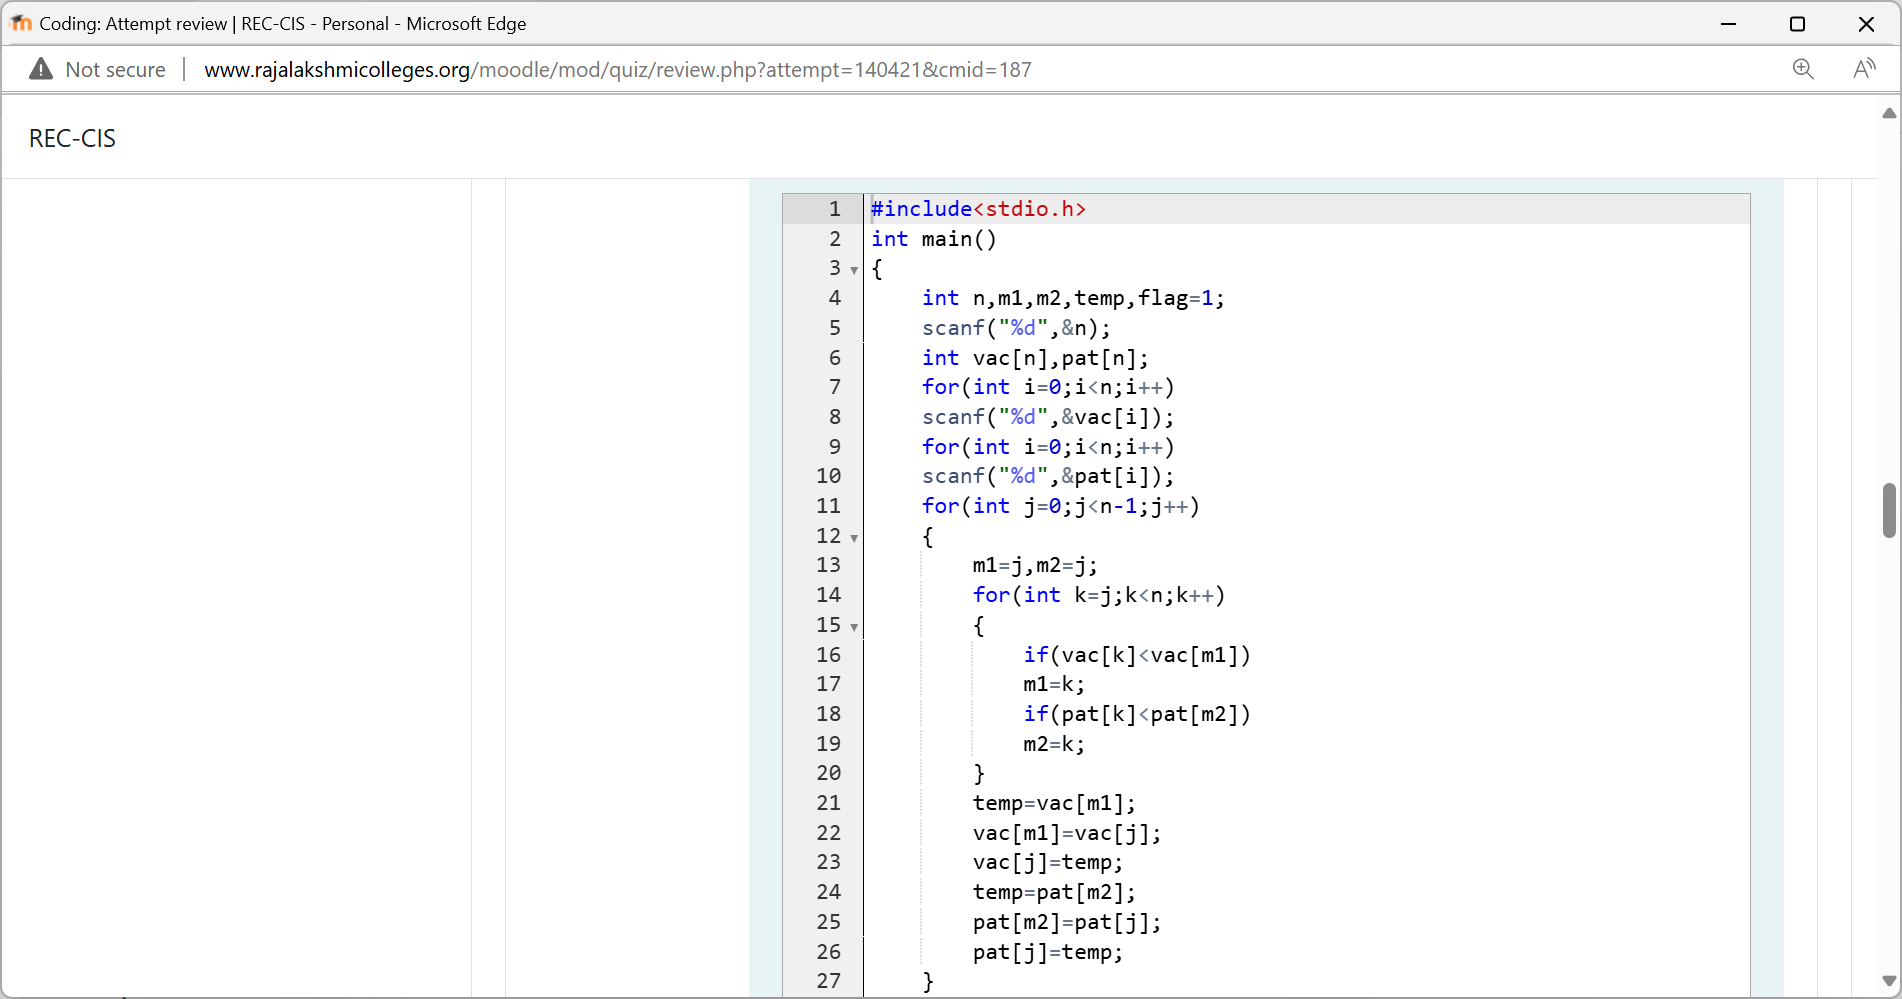 Coding: Attempt review | REC-CIS - Personal - Microsoft Edge
Not secure www.rajalakshmicolleges.org/moodle/mod/quiz/review.php?attempt=140421&cmid=187
REC-CIS
1 #include<stdio.h>
2 int main()
3 {
4 int n,m1,m2,temp,flag=1;
5 scanf("%d",&n);
6 int vac[n],pat[n];
7 for(int i=0;i<n;i++)
8 scanf("%d",&vac[i]);
9 for(int i=0;i<n;i++)
10 scanf("%d",&pat[i]);
11 for(int j=0;j<n-1;j++)
12 {
13 m1=j,m2=j;
14 for(int k=j;k<n;k++)
15 {
16 if(vac[k]<vac[m1])
17 m1=k;
18 if(pat[k]<pat[m2])
19 m2=k;
20 }
21 temp=vac[m1];
22 vac[m1]=vac[j];
23 vac[j]=temp;
24 temp=pat[m2];
25 pat[m2]=pat[j];
26 pat[j]=temp;
27 }